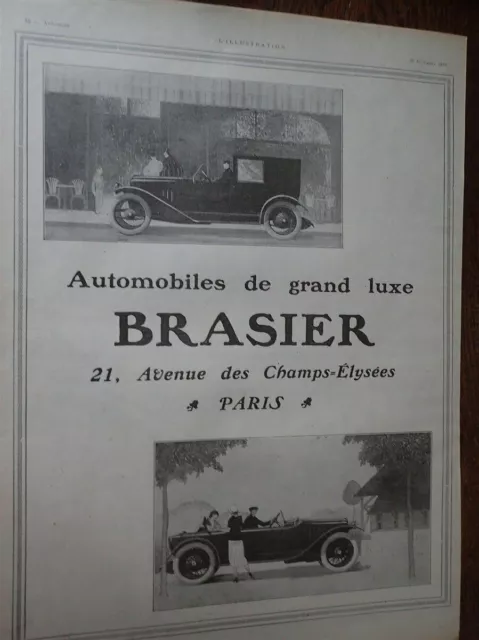 L'ILLUSTRATION
Automobiles de grand luxe
BRASIER
21, Avenue des Champs-Élysées
PARIS